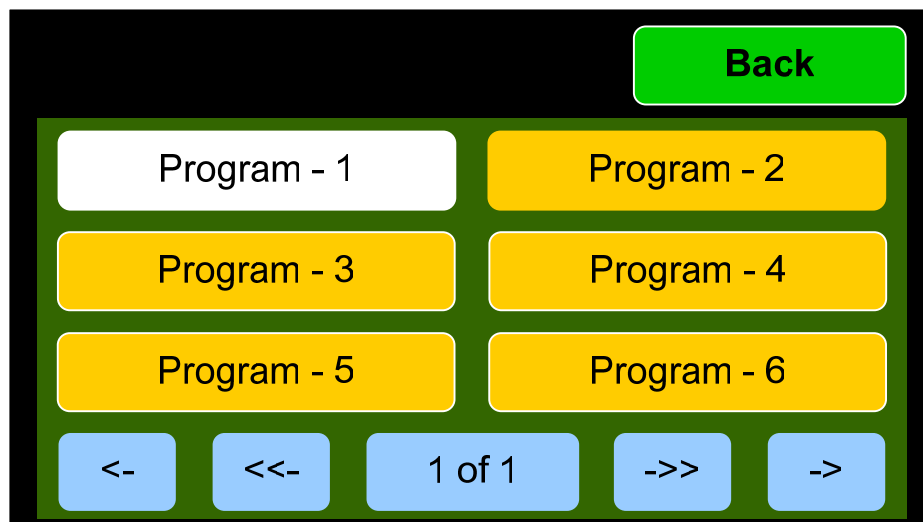 Back
Program - 1
Program - 2
Program - 3
Program - 4
Program - 5
Program - 6
<-
<<-
1 of 1
->>
->